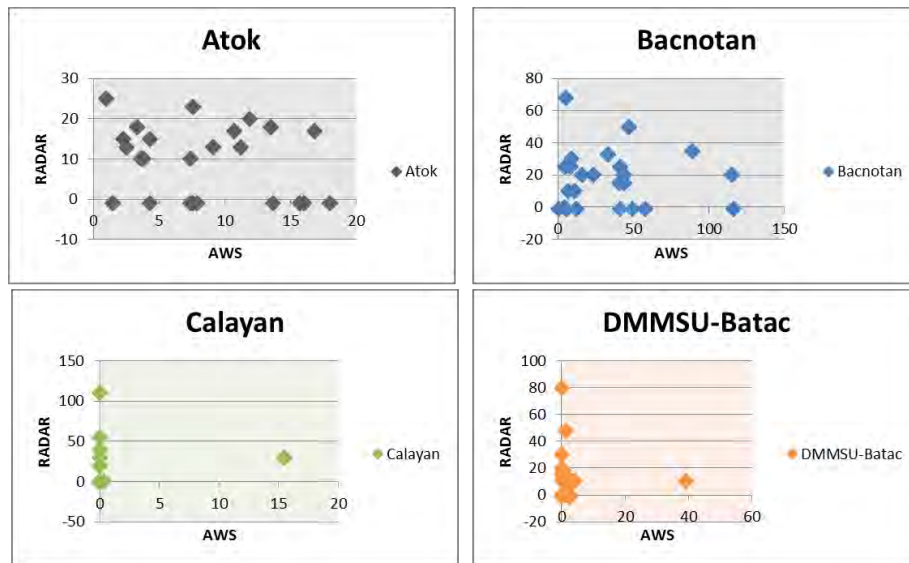 Atok
30
20
10
0
-10
0 5 10 15 20
RADAR
AWS
Atok
Bacnotan
80
60
40
20
0
-20
0 50 100 150
RADAR
AWS
Bacnotan
Calayan
150
100
50
0
-50
0 5 10 15 20
RADAR
AWS
Calayan
DMMSU-Batac
100
80
60
40
20
0
-20
0 20 40 60
RADAR
AWS
DMMSU-Batac